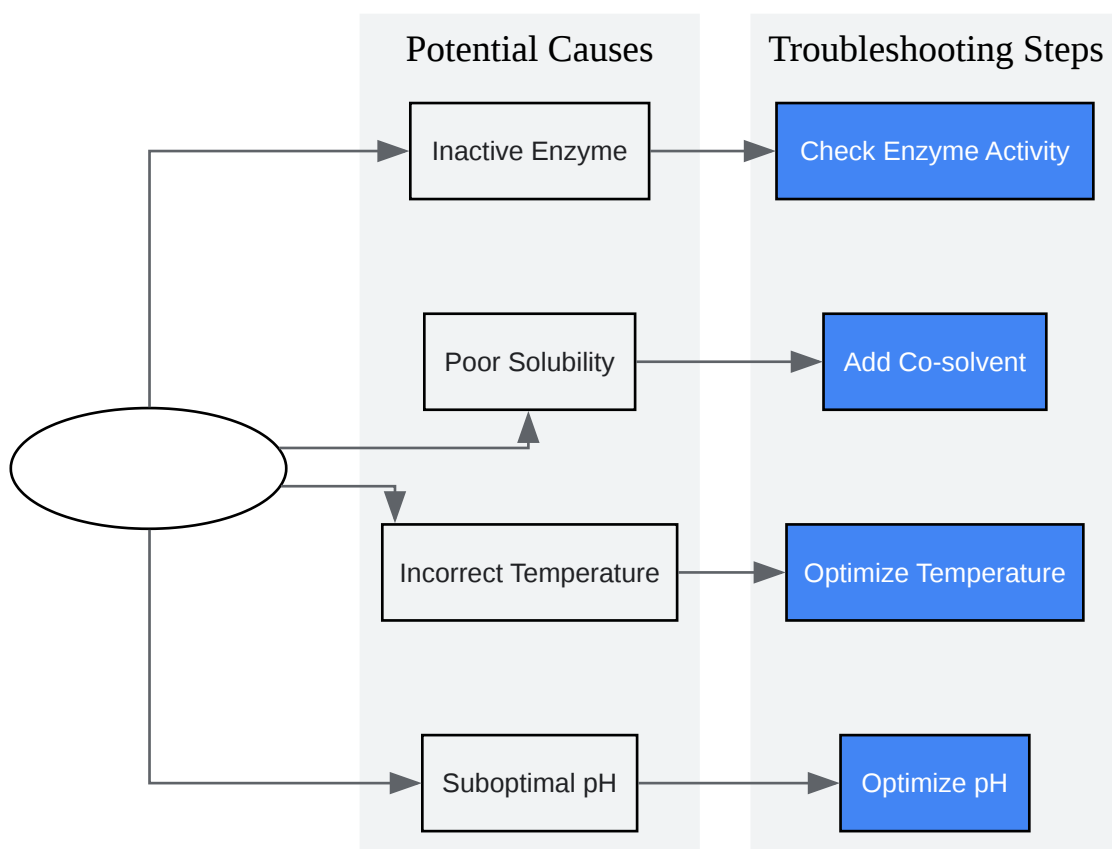 Potential Causes
Troubleshooting Steps
Inactive Enzyme
Check Enzyme Activity
Poor Solubility
Add Co-solvent
Incorrect Temperature
Optimize Temperature
Suboptimal pH
Optimize pH